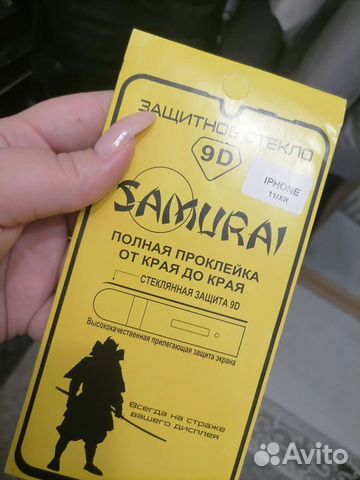 ЗАЩИТНОЕ СТЕКЛО
9D
IPHONE
11/XR
SAMURAI
ПОЛНАЯ ПРОКЛЕЙКА
ОТ КРАЯ ДО КРАЯ
СТЕКЛЯННАЯ ЗАЩИТА 9D
Высококачественная прилегающая защита экрана
Всегда на страже
вашего дисплея
Avito